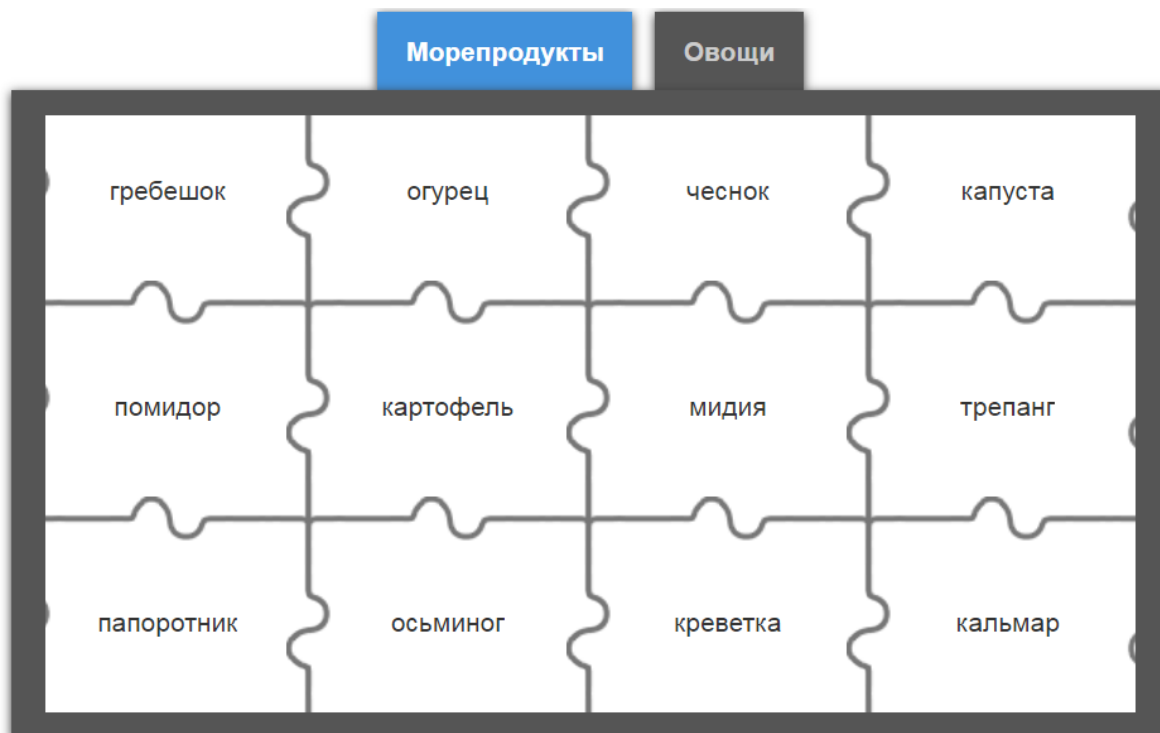 Морепродукты Овощи
гребешок огурец чеснок капуста
помидор картофель мидия трепанг
папоротник осьминог креветка кальмар